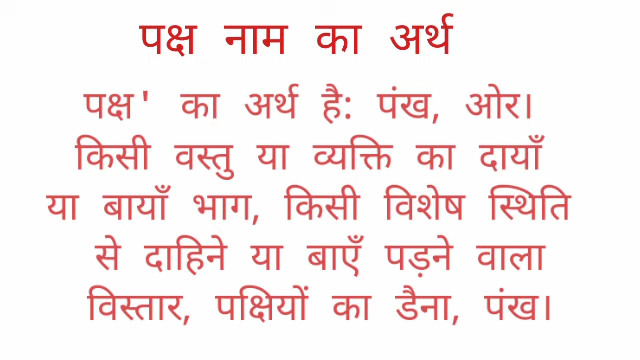 पक्ष नाम का अर्थ
पक्ष' का अर्थ है: पंख, ओर।
किसी वस्तु या व्यक्ति का दायाँ
या बायाँ भाग, किसी विशेष स्थिति
से दाहिने या बाएँ पड़ने वाला
विस्तार, पक्षियों का डैना, पंख।